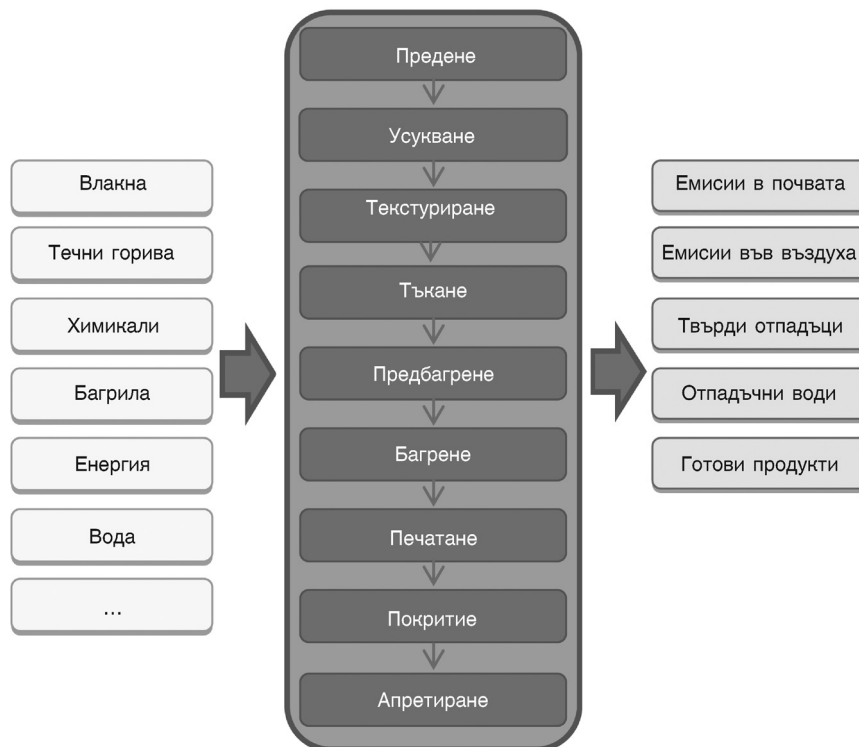 Влакна
Течни горива
Химикали
Багрила
Енергия
Вода
...
Предене
Усукване
Текстуриране
Тъкане
Предбагрене
Багрене
Печатане
Покритие
Апретиране
Емисии в почвата
Емисии във въздуха
Твърди отпадъци
Отпадъчни води
Готови продукти